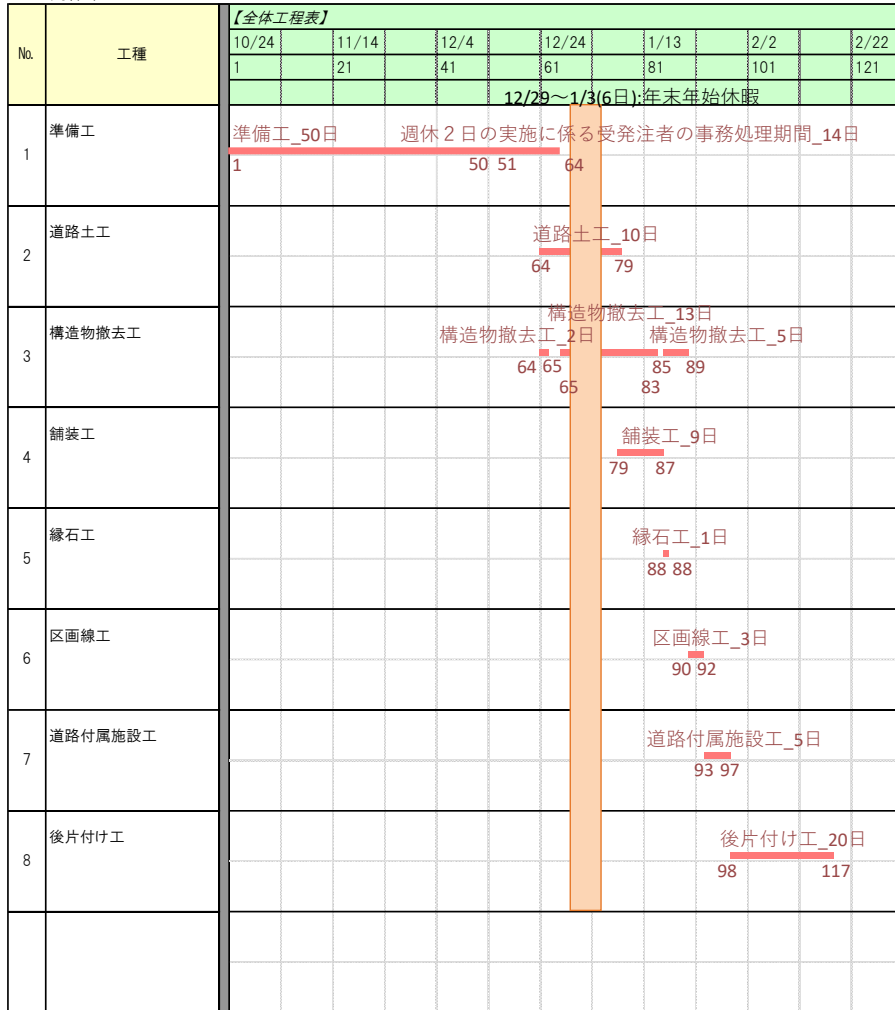 【全体工程表】
No. 工種
10/24 11/14 12/4 12/24 1/13 2/2 2/22
1 21 41 61 81 101 121
12/29～1/3(6日):年末年始休暇
1 準備工
準備工_50日 週休２日の実施に係る受発注者の事務処理期間_14日
1 50 51 64
2 道路土工
道路土工_10日
64 79
3 構造物撤去工
構造物撤去工_13日
構造物撤去工_2日 構造物撤去工_5日
64 65 85 89
65 83
4 舗装工
舗装工_9日
79 87
5 縁石工
縁石工_1日
88 88
6 区画線工
区画線工_3日
90 92
7 道路付属施設工
道路付属施設工_5日
93 97
8 後片付け工
後片付け工_20日
98 117